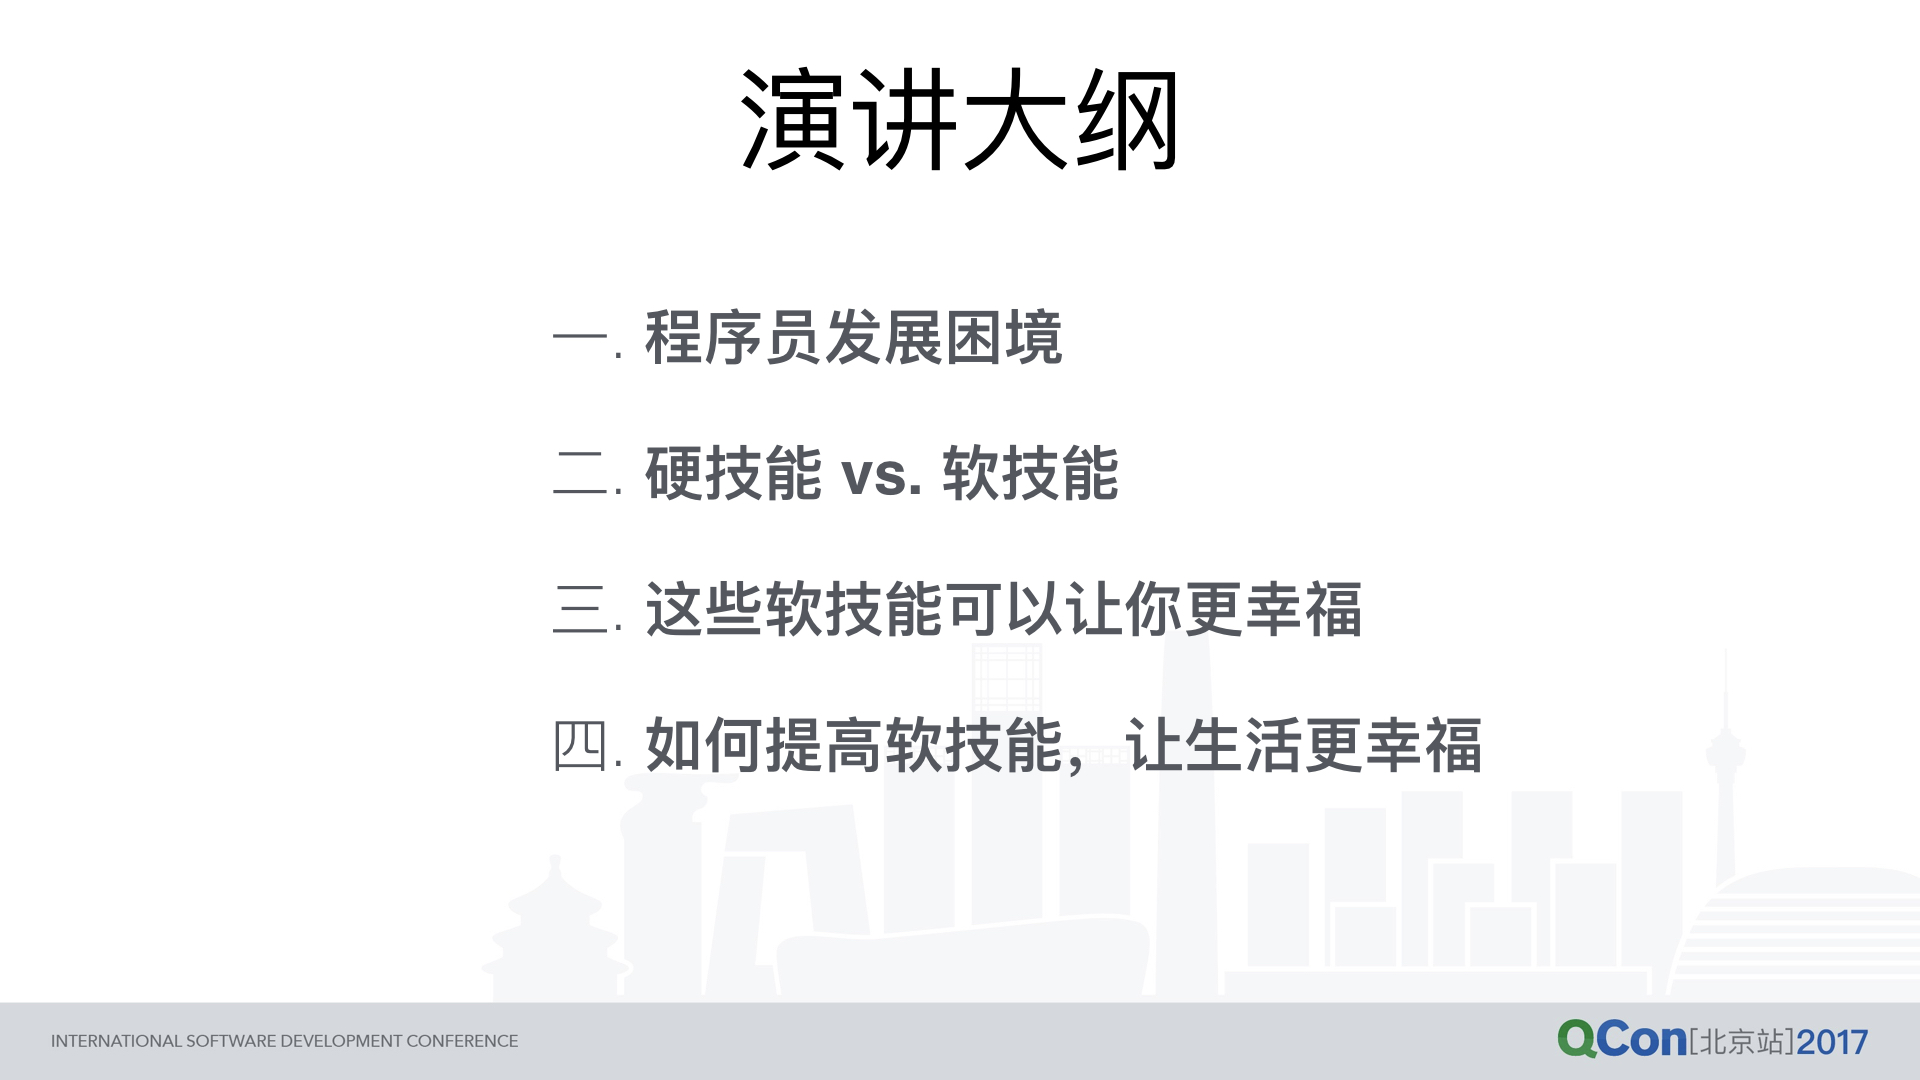 演讲大纲
一. 程序员发展困境
二. 硬技能 vs. 软技能
三. 这些软技能可以让你更幸福
四. 如何提高软技能，让生活更幸福
INTERNATIONAL SOFTWARE DEVELOPMENT CONFERENCE
QCon[北京站]2017